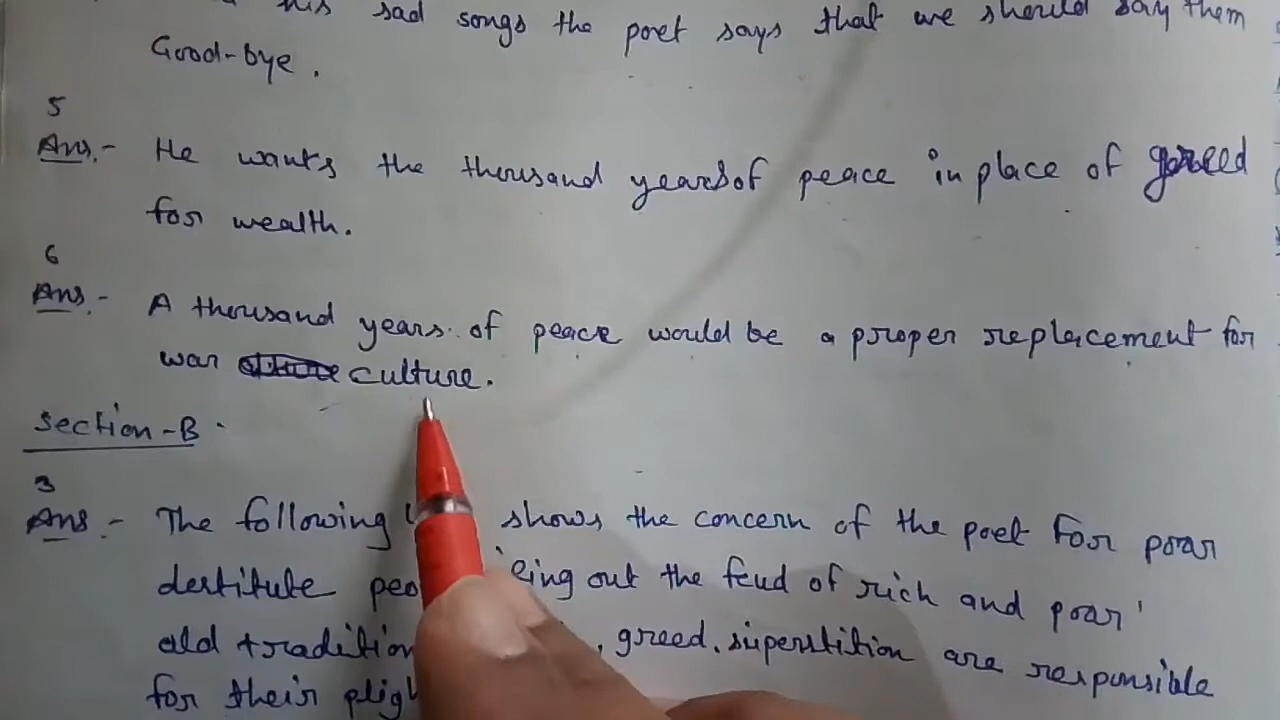 his sad songs the poet says that we should say them
Good-bye.
5
Ans.- He wants the thousand years of peace in place of greed
for wealth.
6
Ans.- A thousand years of peace would be a proper replacement for
war culture.
Section-B.
3
Ans.- The following shows the concern of the poet for poor
destitute out the feud of rich and poor'
old tradition , greed, superstition are responsible
for their